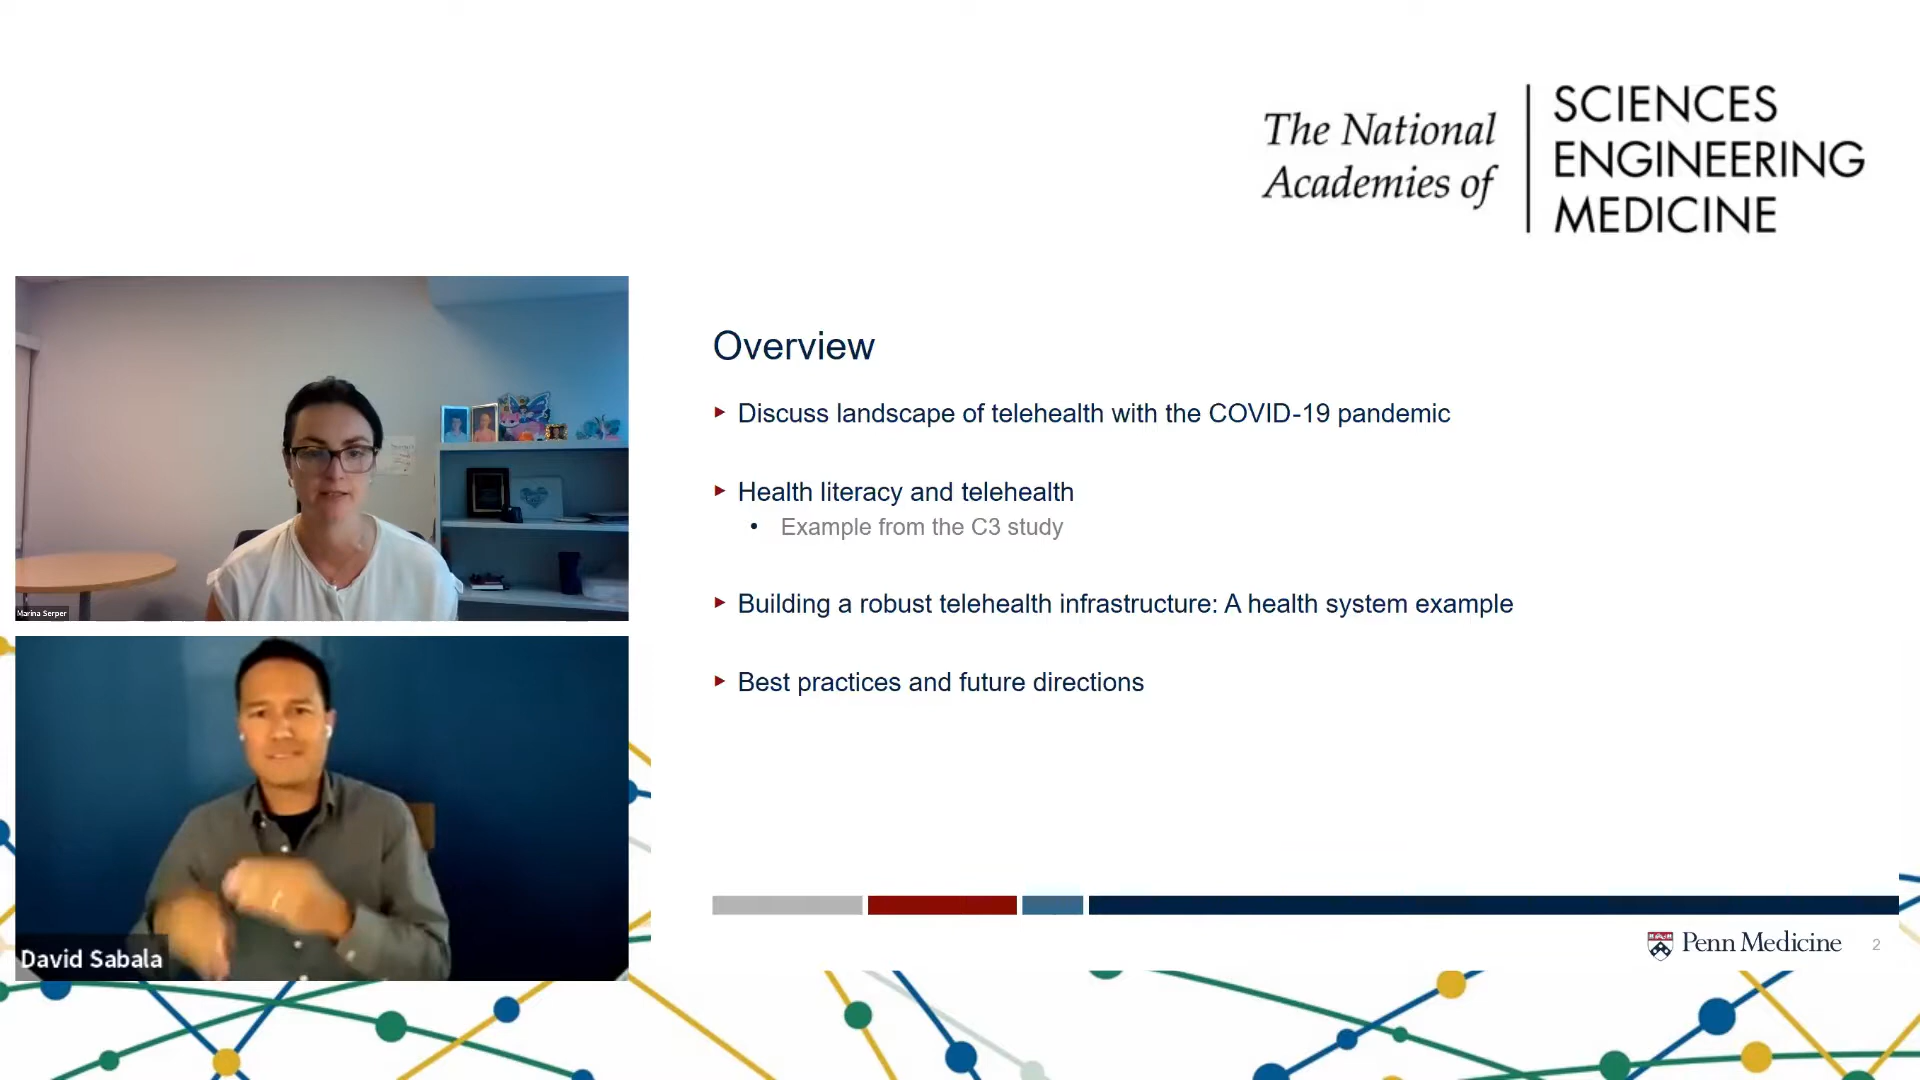 The National
Academies of
SCIENCES
ENGINEERING
MEDICINE
Marina Serper
David Sabala
Overview
Discuss landscape of telehealth with the COVID-19 pandemic
Health literacy and telehealth
• Example from the C3 study
Building a robust telehealth infrastructure: A health system example
Best practices and future directions
Penn Medicine
2